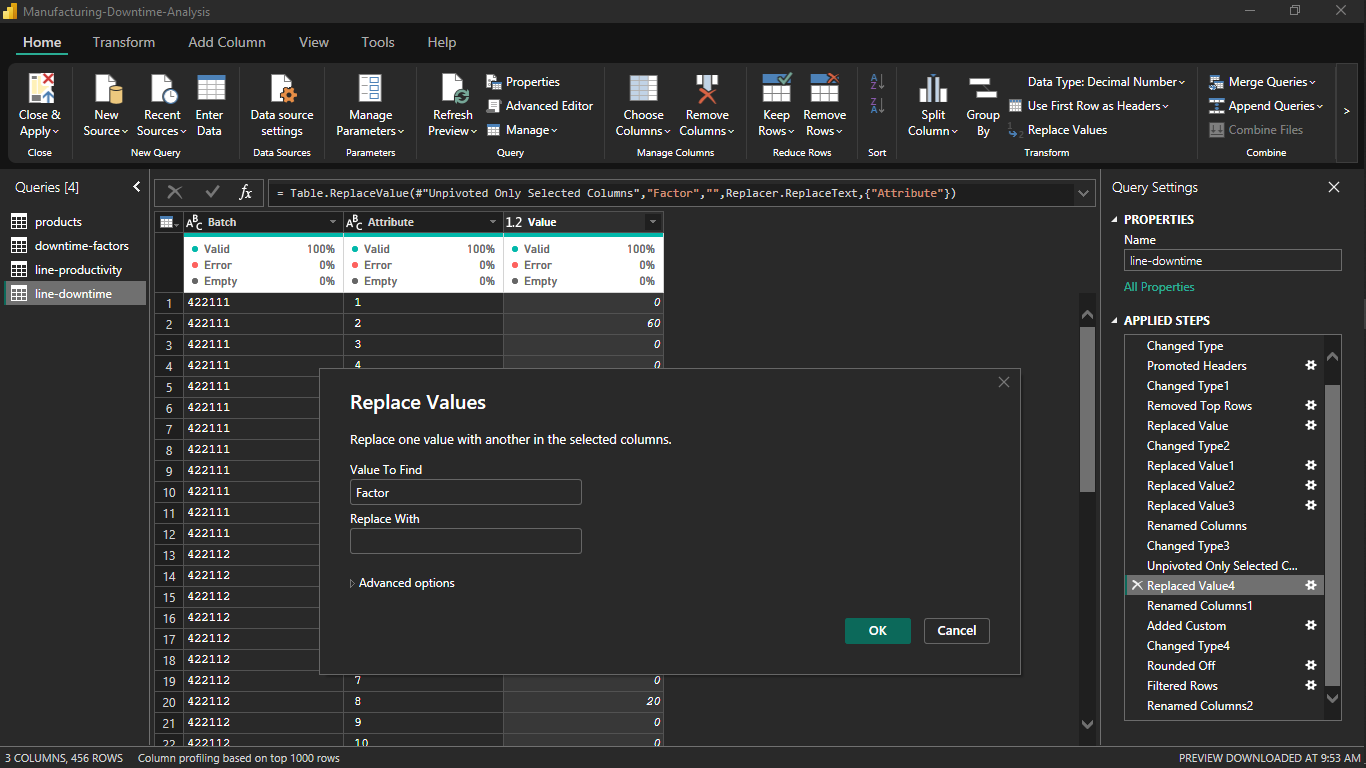 Manufacturing-Downtime-Analysis
Home Transform Add Column View Tools Help
Close & Apply
Close
New Source
Recent Sources
Enter Data
New Query
Data source settings
Data Sources
Manage Parameters
Parameters
Refresh Preview
Properties
Advanced Editor
Manage
Query
Choose Columns
Remove Columns
Manage Columns
Keep Rows
Remove Rows
Reduce Rows
Sort
Split Column
Group By
Data Type: Decimal Number
Use First Row as Headers
Replace Values
Transform
Merge Queries
Append Queries
Combine Files
Combine
Queries [4]
products
downtime-factors
line-productivity
line-downtime
fx = Table.ReplaceValue(#"Unpivoted Only Selected Columns","Factor","",Replacer.ReplaceText,{"Attribute"})
ABC Batch ABC Attribute 1.2 Value
Valid 100% Valid 100% Valid 100%
Error 0% Error 0% Error 0%
Empty 0% Empty 0% Empty 0%
1 422111 1 0
2 422111 2 60
3 422111 3 0
4 422111 4 0
5 422111
6 422111
7 422111
8 422111
9 422111
10 422111
11 422111
12 422111
13 422112
14 422112
15 422112
16 422112
17 422112
18 422112
19 422112 7 0
20 422112 8 20
21 422112 9 0
22 422112 10 0
Replace Values
Replace one value with another in the selected columns.
Value To Find
Factor
Replace With
Advanced options
OK Cancel
Query Settings
PROPERTIES
Name
line-downtime
All Properties
APPLIED STEPS
Changed Type
Promoted Headers
Changed Type1
Removed Top Rows
Replaced Value
Changed Type2
Replaced Value1
Replaced Value2
Replaced Value3
Renamed Columns
Changed Type3
Unpivoted Only Selected C...
Replaced Value4
Renamed Columns1
Added Custom
Changed Type4
Rounded Off
Filtered Rows
Renamed Columns2
3 COLUMNS, 456 ROWS Column profiling based on top 1000 rows
PREVIEW DOWNLOADED AT 9:53 AM